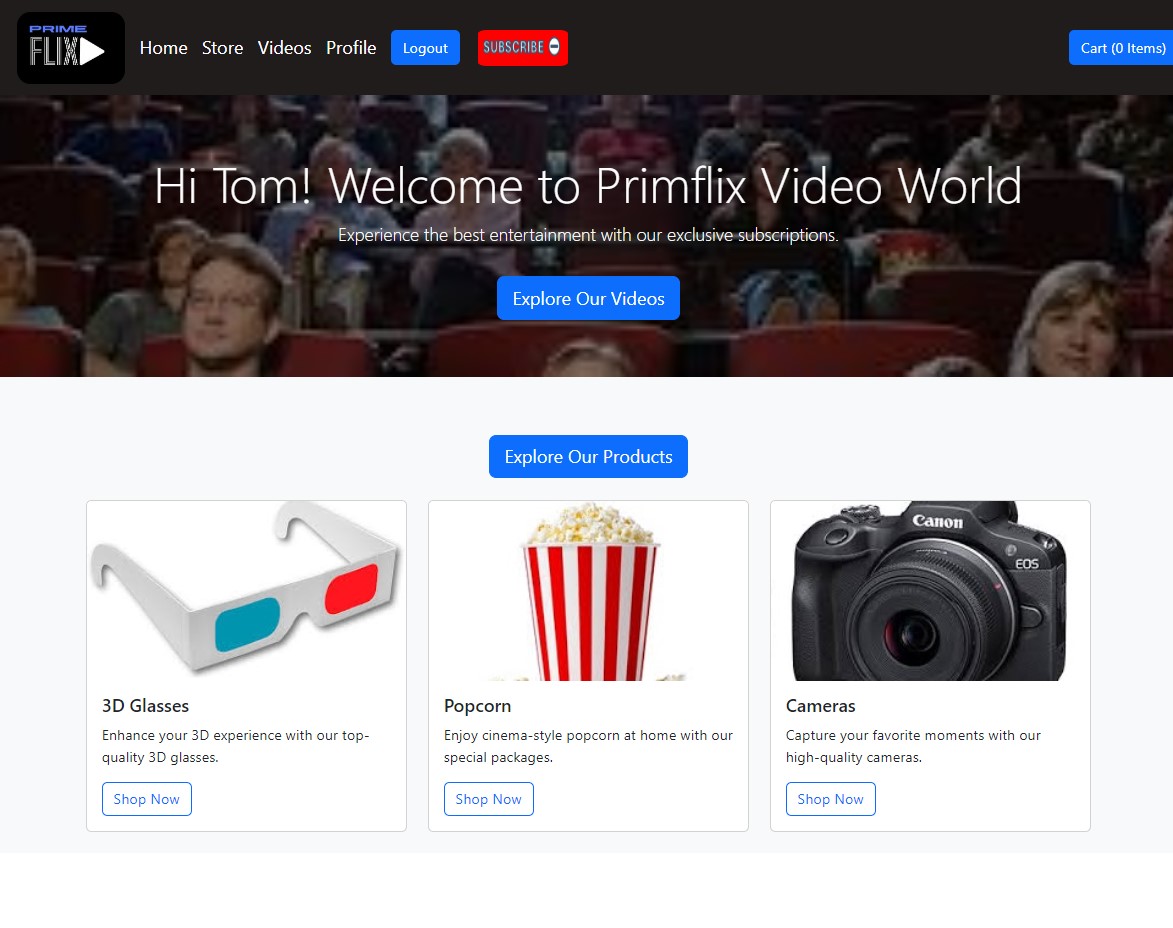 PRIME
FLIX
Home Store Videos Profile Logout SUBSCRIBE Cart (0 Items)
Hi Tom! Welcome to Primflix Video World
Experience the best entertainment with our exclusive subscriptions.
Explore Our Videos
Explore Our Products
Canon
EOS
3D Glasses
Enhance your 3D experience with our top-
quality 3D glasses.
Shop Now
Popcorn
Enjoy cinema-style popcorn at home with our
special packages.
Shop Now
Cameras
Capture your favorite moments with our
high-quality cameras.
Shop Now